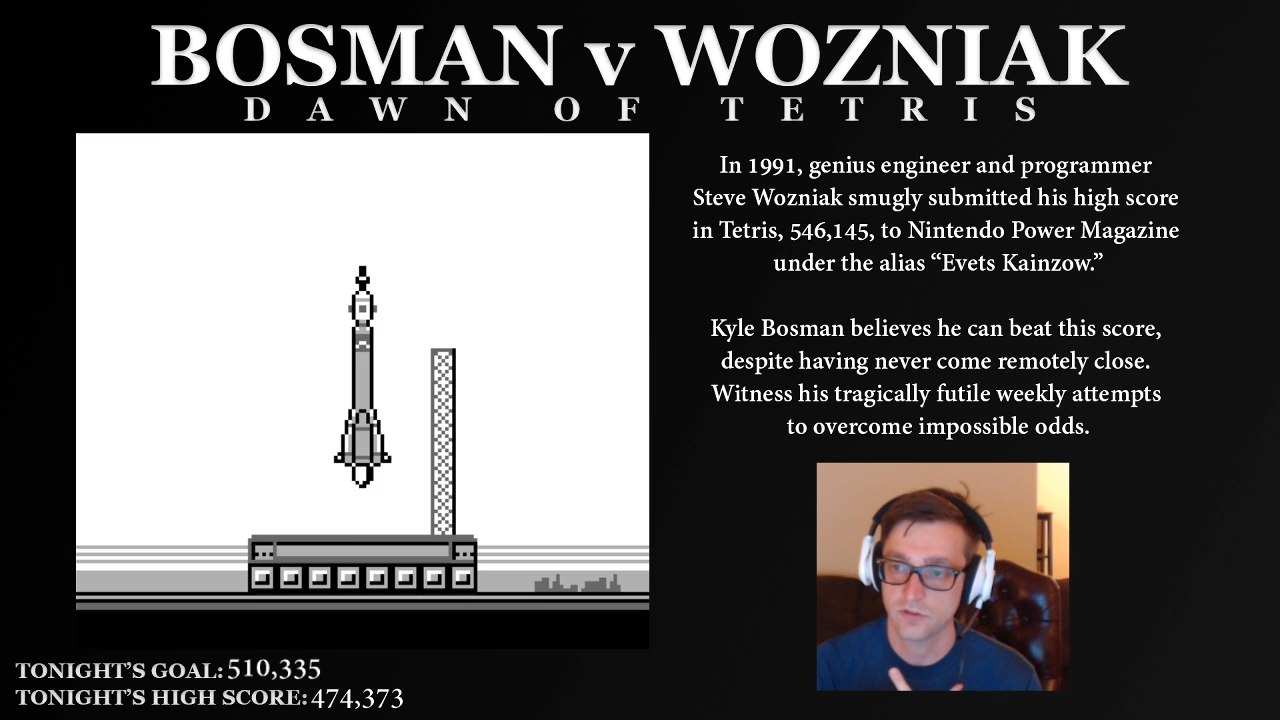 BOSMAN v WOZNIAK
DAWN OF TETRIS
In 1991, genius engineer and programmer
Steve Wozniak smugly submitted his high score
in Tetris, 546,145, to Nintendo Power Magazine
under the alias “Evets Kainzow.”
Kyle Bosman believes he can beat this score,
despite having never come remotely close.
Witness his tragically futile weekly attempts
to overcome impossible odds.
TONIGHT’S GOAL: 510,335
TONIGHT’S HIGH SCORE: 474,373